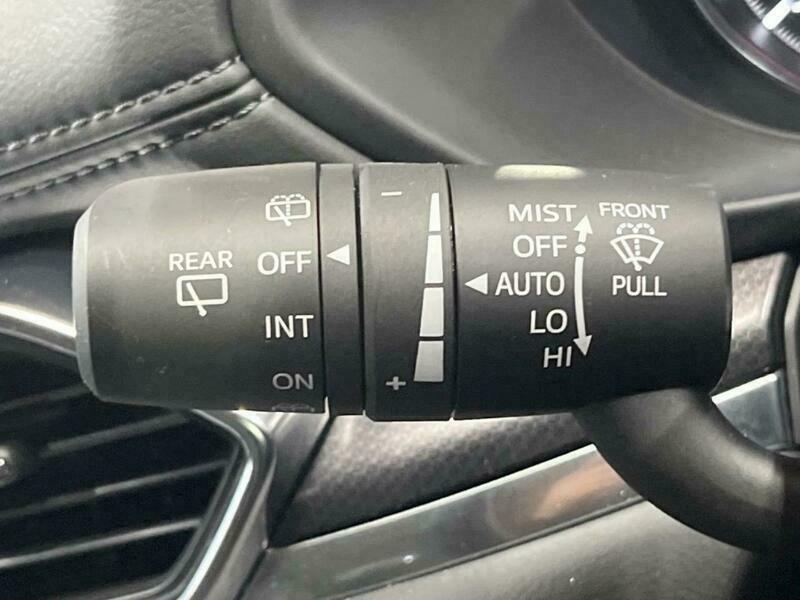 REAR
OFF
INT
ON
−
+
MIST
OFF
AUTO
LO
HI
FRONT
PULL